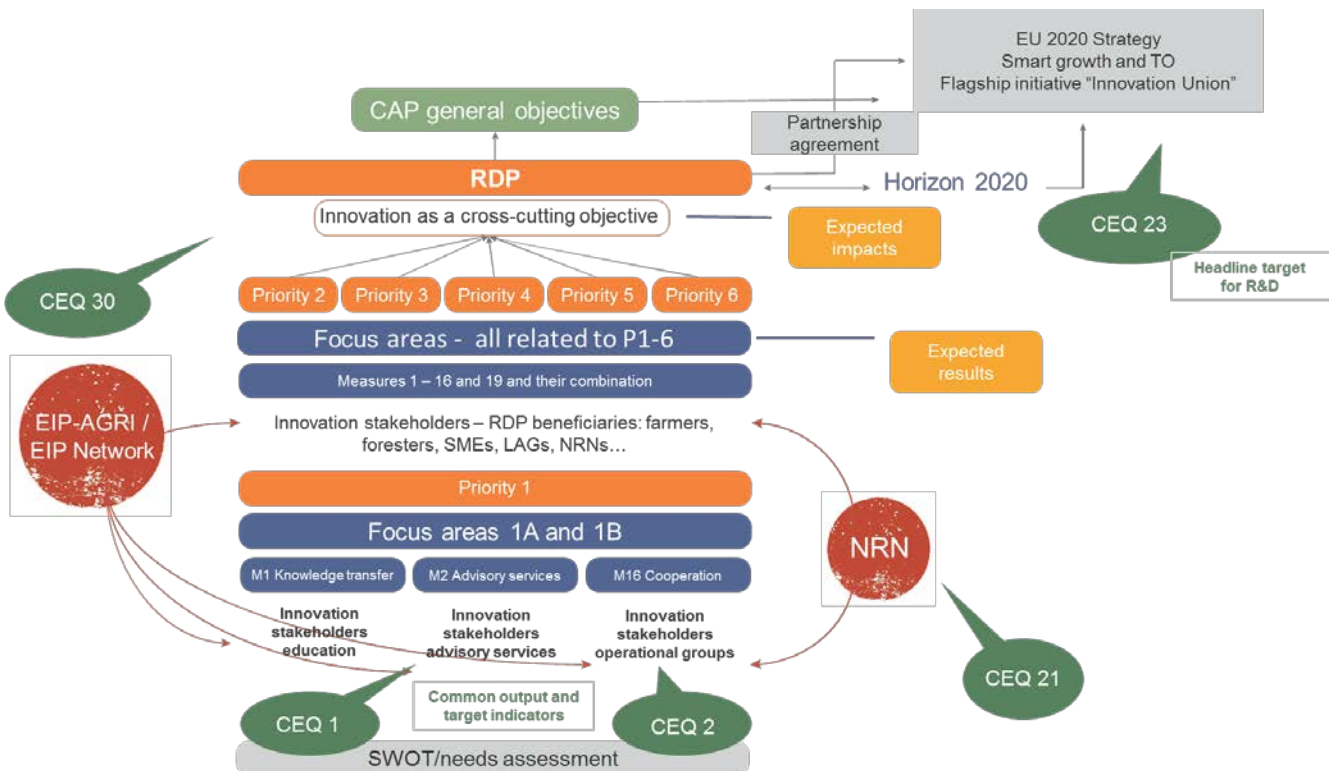 EU 2020 Strategy
Smart growth and TO
Flagship initiative “Innovation Union”
CAP general objectives
Partnership
agreement
RDP
Horizon 2020
Innovation as a cross-cutting objective
Expected
impacts
CEQ 23
Headline target
for R&D
CEQ 30
Priority 2
Priority 3
Priority 4
Priority 5
Priority 6
Focus areas - all related to P1-6
Expected
results
Measures 1 – 16 and 19 and their combination
EIP-AGRI /
EIP Network
Innovation stakeholders – RDP beneficiaries: farmers,
foresters, SMEs, LAGs, NRNs…
Priority 1
Focus areas 1A and 1B
NRN
M1 Knowledge transfer
M2 Advisory services
M16 Cooperation
Innovation
stakeholders
education
Innovation
stakeholders
advisory services
Innovation
stakeholders
operational groups
CEQ 21
CEQ 1
Common output and
target indicators
CEQ 2
SWOT/needs assessment